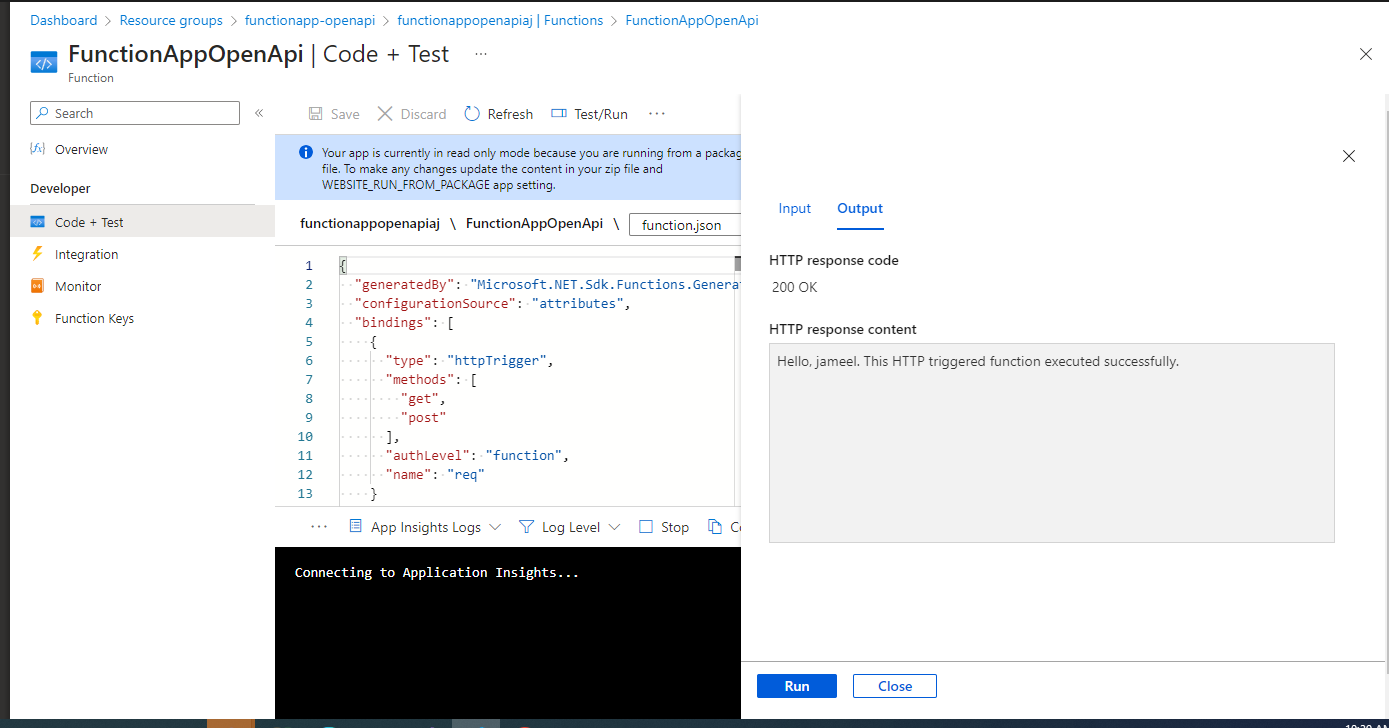 Dashboard > Resource groups > functionapp-openapi > functionappopenapiaj | Functions > FunctionAppOpenApi
FunctionAppOpenApi | Code + Test ...
Function
Search «
Overview
Developer
Code + Test
Integration
Monitor
Function Keys
Save Discard Refresh Test/Run ...
Your app is currently in read only mode because you are running from a packag
file. To make any changes update the content in your zip file and
WEBSITE_RUN_FROM_PACKAGE app setting.
functionappopenapiaj \ FunctionAppOpenApi \ function.json
1 {
2 "generatedBy": "Microsoft.NET.Sdk.Functions.Genera
3 "configurationSource": "attributes",
4 "bindings": [
5 {
6 "type": "httpTrigger",
7 "methods": [
8 "get",
9 "post"
10 ],
11 "authLevel": "function",
12 "name": "req"
13 }
... App Insights Logs Log Level Stop
Connecting to Application Insights...
Input Output
HTTP response code
200 OK
HTTP response content
Hello, jameel. This HTTP triggered function executed successfully.
Run Close